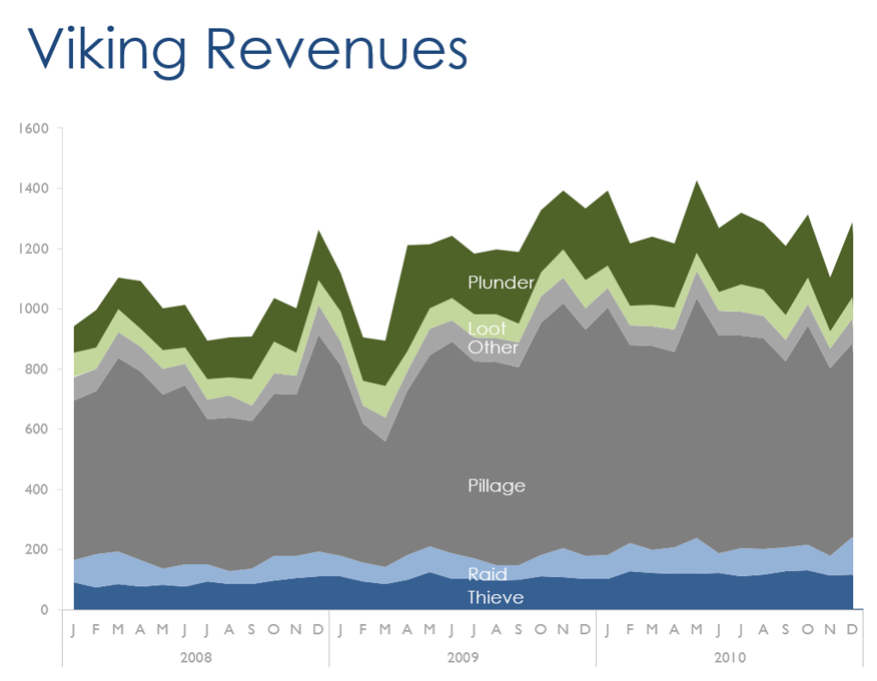 Viking Revenues
1600
1400
1200
1000
800
600
400
200
0
Plunder
Loot
Other
Pillage
Raid
Thieve
J F M A M J J A S O N D J F M A M J J A S O N D J F M A M J J A S O N D
2008 2009 2010